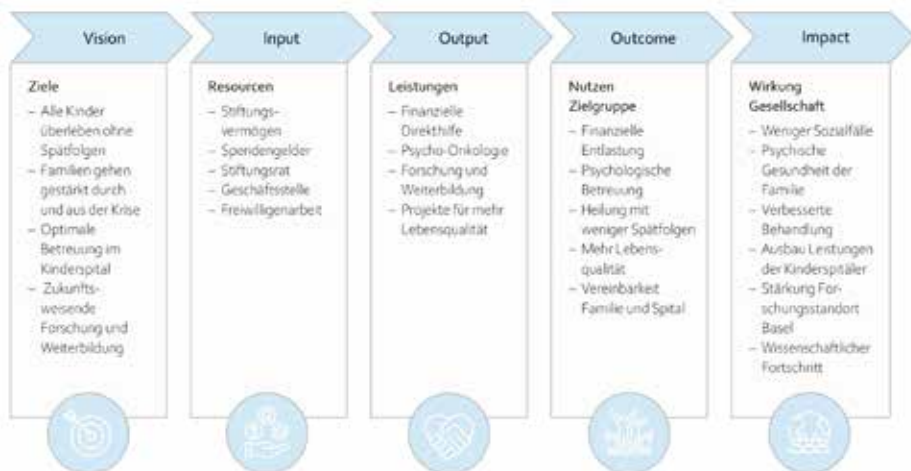 Vision
Input
Output
Outcome
Impact
Ziele
– Alle Kinder
überleben ohne
Spätfolgen
– Familien gehen
gestärkt durch
und aus der Krise
– Optimale
Betreuung im
Kinderspital
– Zukunfts-
weisende
Forschung und
Weiterbildung
Resourcen
– Stiftungs-
vermögen
– Spendengelder
– Stiftungsrat
– Geschäftsstelle
– Freiwilligenarbeit
Leistungen
– Finanzielle
Direkthilfe
– Psycho-Onkologie
– Forschung und
Weiterbildung
– Projekte für mehr
Lebensqualität
Nutzen
Zielgruppe
– Finanzielle
Entlastung
– Psychologische
Betreuung
– Heilung mit
weniger Spätfolgen
– Mehr Lebens-
qualität
– Vereinbarkeit
Familie und Spital
Wirkung
Gesellschaft
– Weniger Sozialfälle
– Psychische
Gesundheit der
Familie
– Verbesserte
Behandlung
– Ausbau Leistungen
der Kinderspitäler
– Stärkung For-
schungsstandort
Basel
– Wissenschaftlicher
Fortschritt